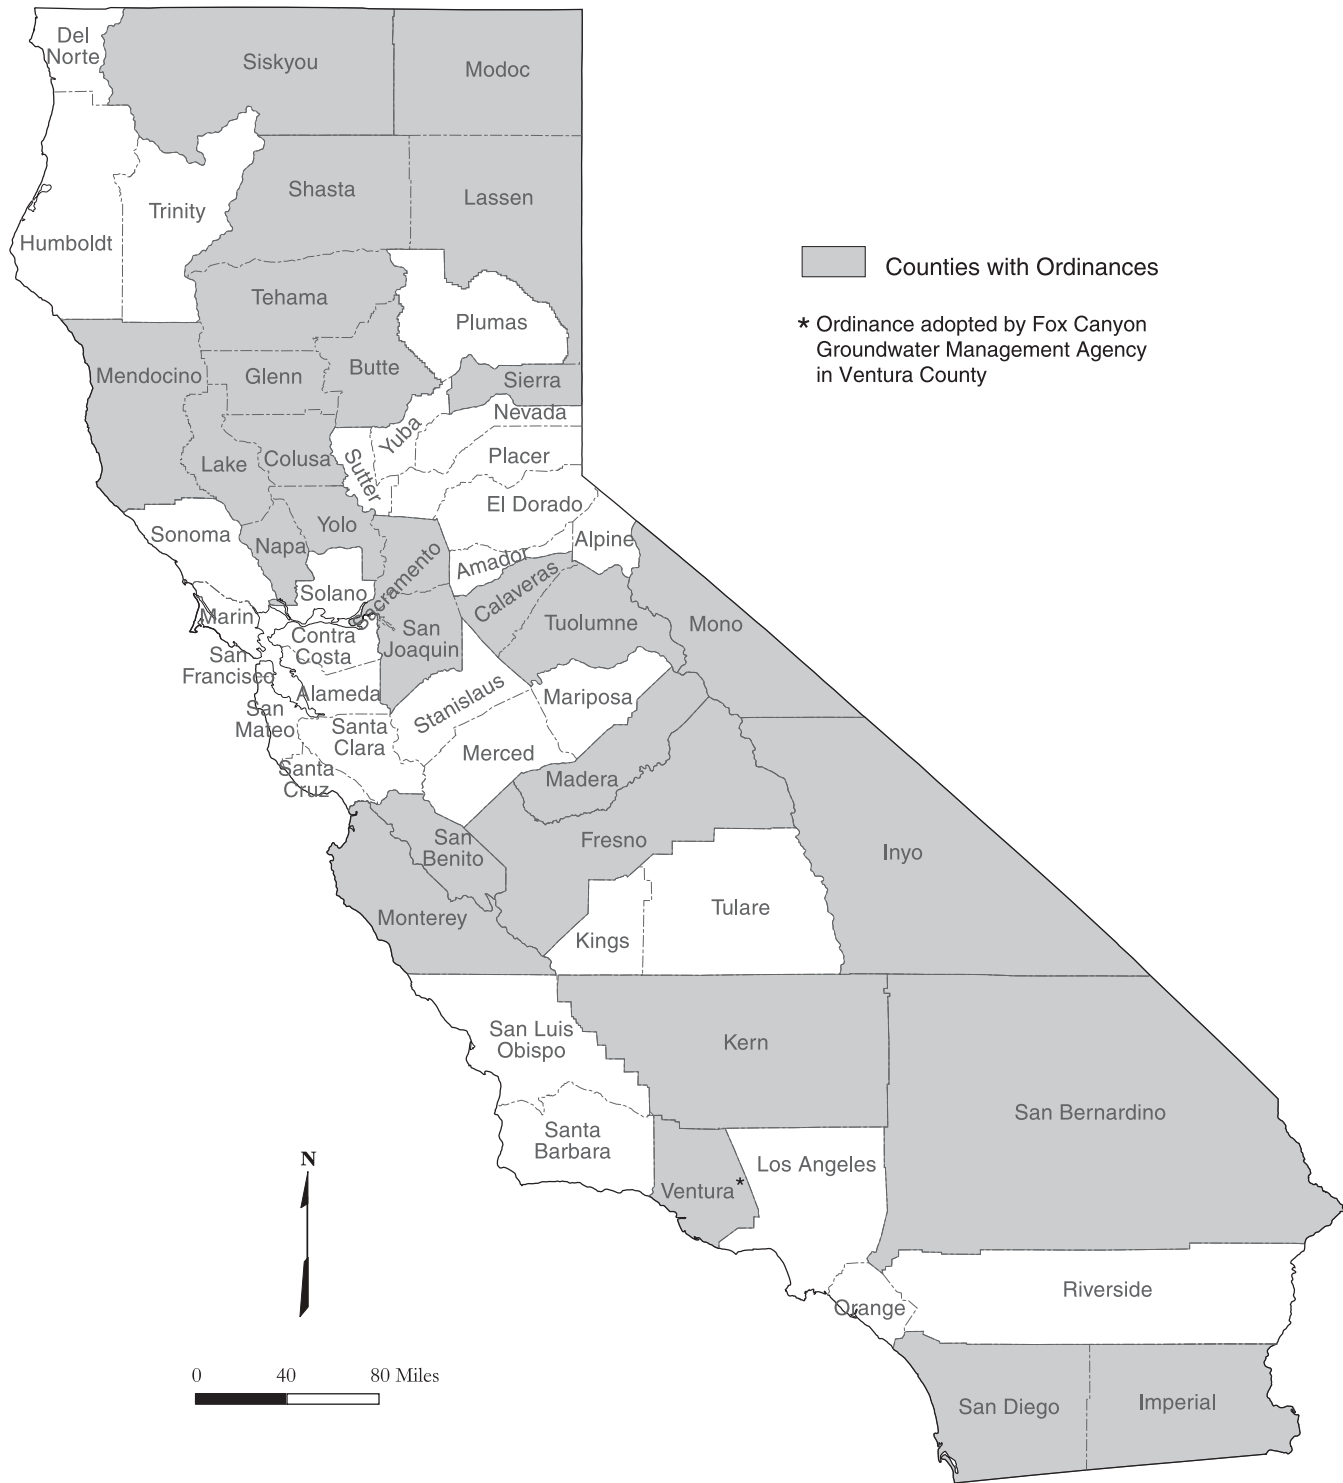 Del
Norte
Siskyou
Modoc
Shasta
Lassen
Trinity
Humboldt
Counties with Ordinances
* Ordinance adopted by Fox Canyon
Groundwater Management Agency
in Ventura County
Tehama
Plumas
Mendocino
Glenn
Butte
Sierra
Nevada
Yuba
Placer
Lake
Colusa
Sutter
El Dorado
Sonoma
Yolo
Napa
Alpine
Amador
Sacramento
Calaveras
Solano
Marin
Mono
Tuolumne
San
Joaquin
Contra
Costa
San
Francisco
Alameda
Stanislaus
Mariposa
San
Mateo
Santa
Clara
Merced
Santa
Cruz
Madera
Fresno
San
Benito
Inyo
Tulare
Monterey
Kings
San Luis
Obispo
Kern
San Bernardino
Santa
Barbara
Los Angeles
Ventura*
N
Riverside
Orange
0 40 80 Miles
San Diego
Imperial